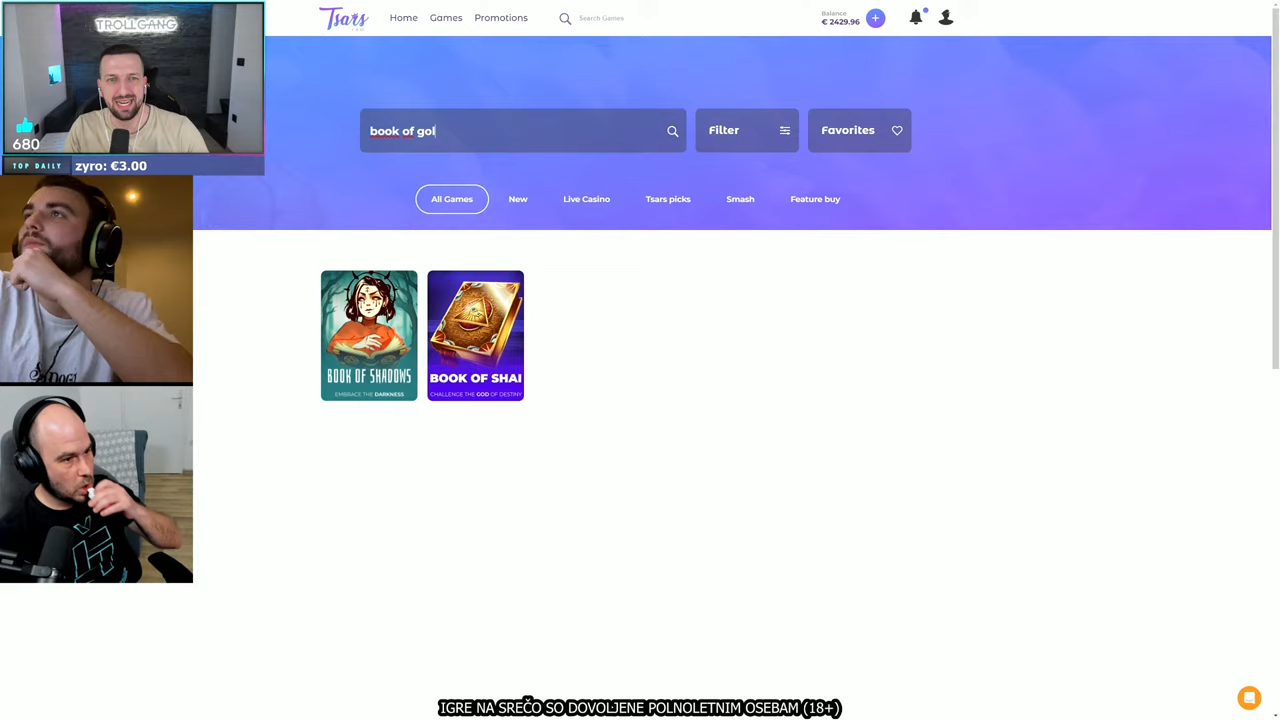 TROLLGANG
680
TOP DAILY zyro: €3.00
Tsars
.com
Home Games Promotions Search Games
Balance
€ 2429.96
book of gol
Filter
Favorites
All Games New Live Casino Tsars picks Smash Feature buy
BOOK OF SHADOWS
EMBRACE THE DARKNESS
BOOK OF SHAI
CHALLENGE THE GOD OF DESTINY
IGRE NA SREČO SO DOVOLJENE POLNOLETNIM OSEBAM (18+)